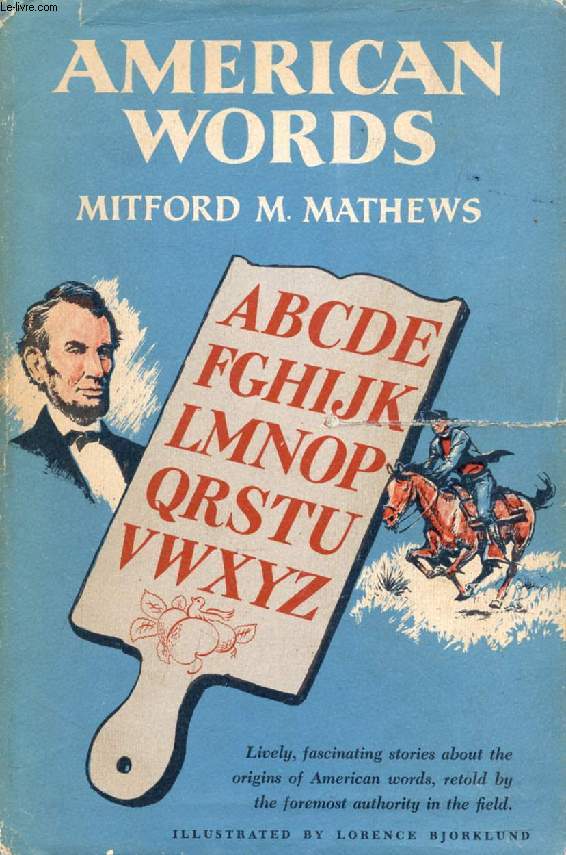 Le-livre.com
AMERICAN
WORDS
MITFORD M. MATHEWS
ABCDE
FGHIJK
LMNOP
QRSTU
VWXYZ
Lively, fascinating stories about the
origins of American words, retold by
the foremost authority in the field.
ILLUSTRATED BY LORENCE BJORKLUND